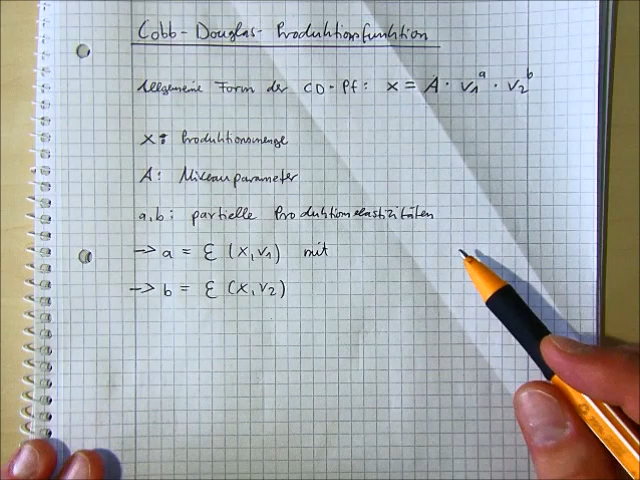 Cobb-Douglas-Produktionsfunktion
Allgemeine Form der CD-Pf: x = A · v₁ᵃ · v₂ᵇ
x: Produktionsmenge
A: Niveauparameter
a,b: partielle Produktionselastizitäten
→ a = ε (x, v₁) mit
→ b = ε (x, v₂)